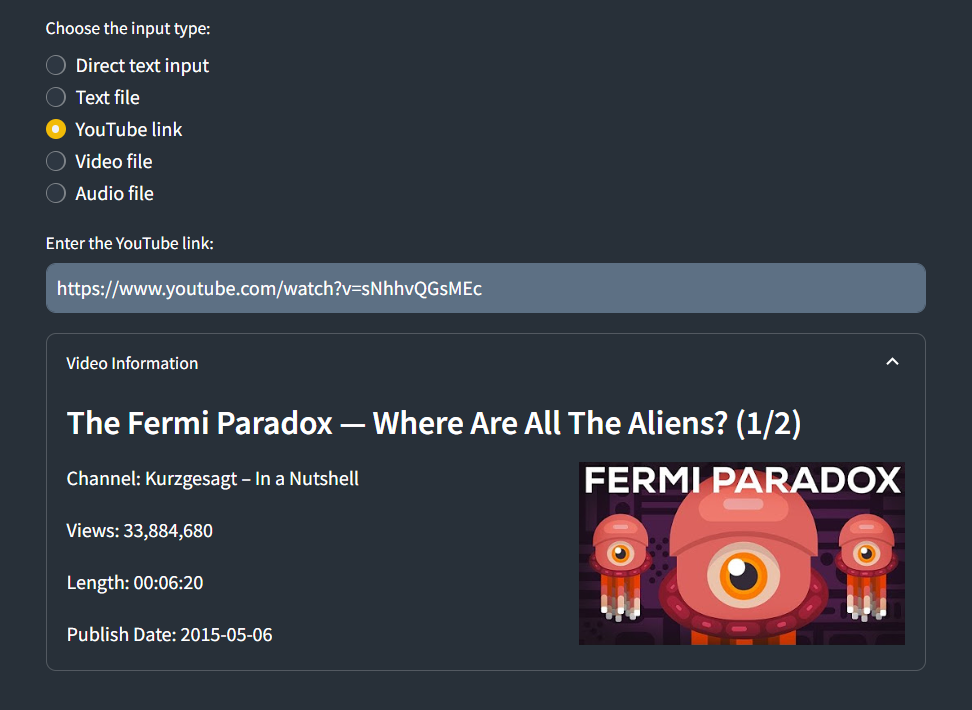 Choose the input type:
Direct text input
Text file
YouTube link
Video file
Audio file
Enter the YouTube link:
https://www.youtube.com/watch?v=sNhhvQGsMEc
Video Information
The Fermi Paradox — Where Are All The Aliens? (1/2)
Channel: Kurzgesagt – In a Nutshell
FERMI PARADOX
Views: 33,884,680
Length: 00:06:20
Publish Date: 2015-05-06